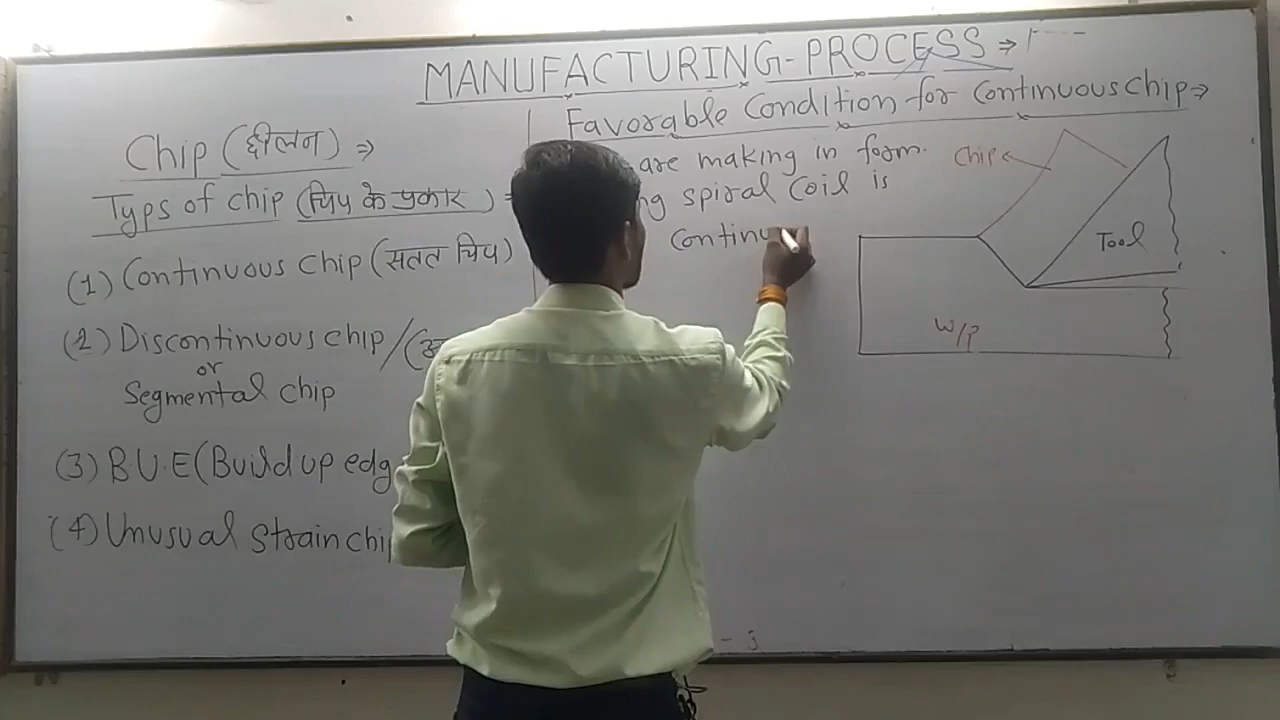 MANUFACTURING-PROCESS ⇒
Chip (छीलन) ⇒
Typs of chip (चिप के प्रकार)
(1) Continuous chip (सतत चिप)
(2) Discontinuous chip/(
or
Segmental chip
(3) B.U.E (Build up edg
(4) Unusual Strain chi
Favorable Condition for Continuous Chip ⇒
are making in form.
ng spiral Coil is
Continu
Chip
Tool
W/P